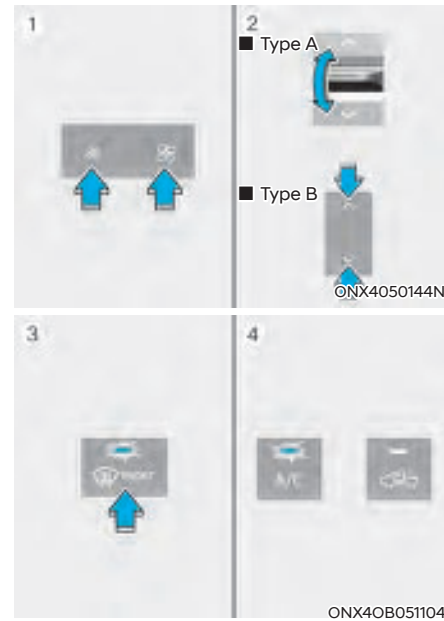 1
2
■ Type A
■ Type B
ONX4050144N
3
4
FRONT
A/C
ONX4OB051104